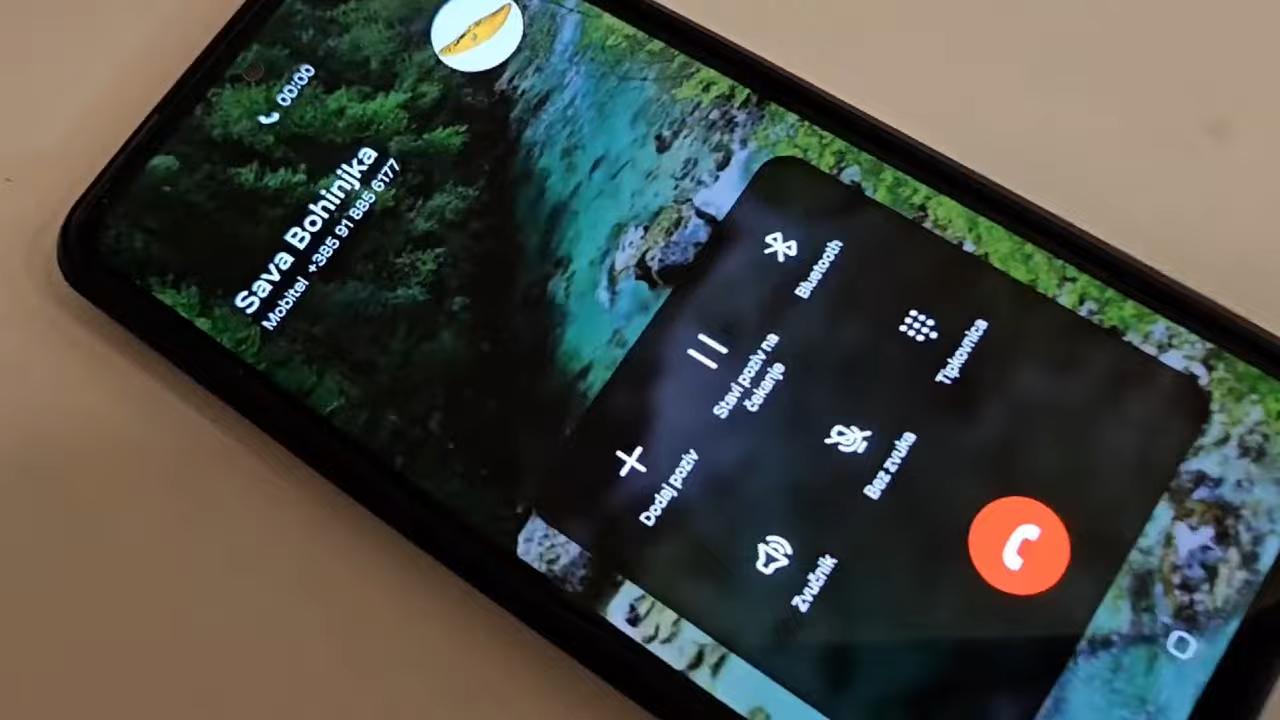 00:00
Sava Bohinjka
Mobitel +385 91 885 6177
Dodaj poziv
Stavi poziv na
čekanje
Bluetooth
Zvučnik
Bez zvuka
Tipkovnica